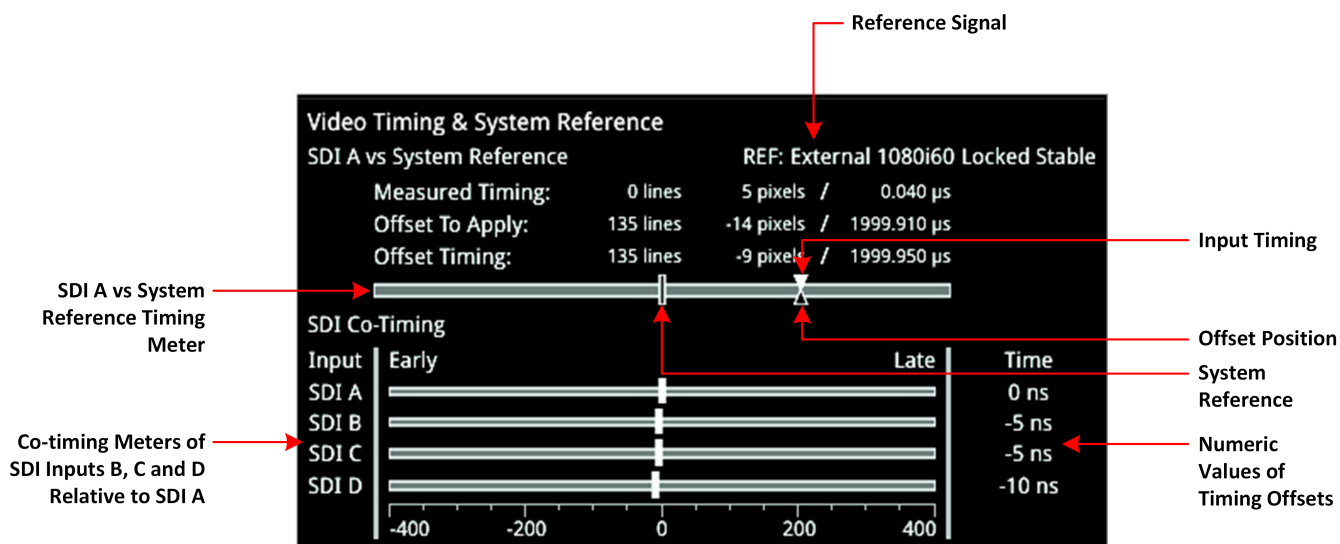 Reference Signal
Video Timing & System Reference
SDI A vs System Reference REF: External 1080i60 Locked Stable
Measured Timing: 0 lines 5 pixels / 0.040 µs
Offset To Apply: 135 lines -14 pixels / 1999.910 µs
Offset Timing: 135 lines -9 pixels / 1999.950 µs
Input Timing
SDI A vs System
Reference Timing
Meter
Offset Position
System
Reference
SDI Co-Timing
Input Early Late Time
SDI A 0 ns
SDI B -5 ns
SDI C -5 ns
SDI D -10 ns
-400 -200 0 200 400
Co-timing Meters of
SDI Inputs B, C and D
Relative to SDI A
Numeric
Values of
Timing Offsets